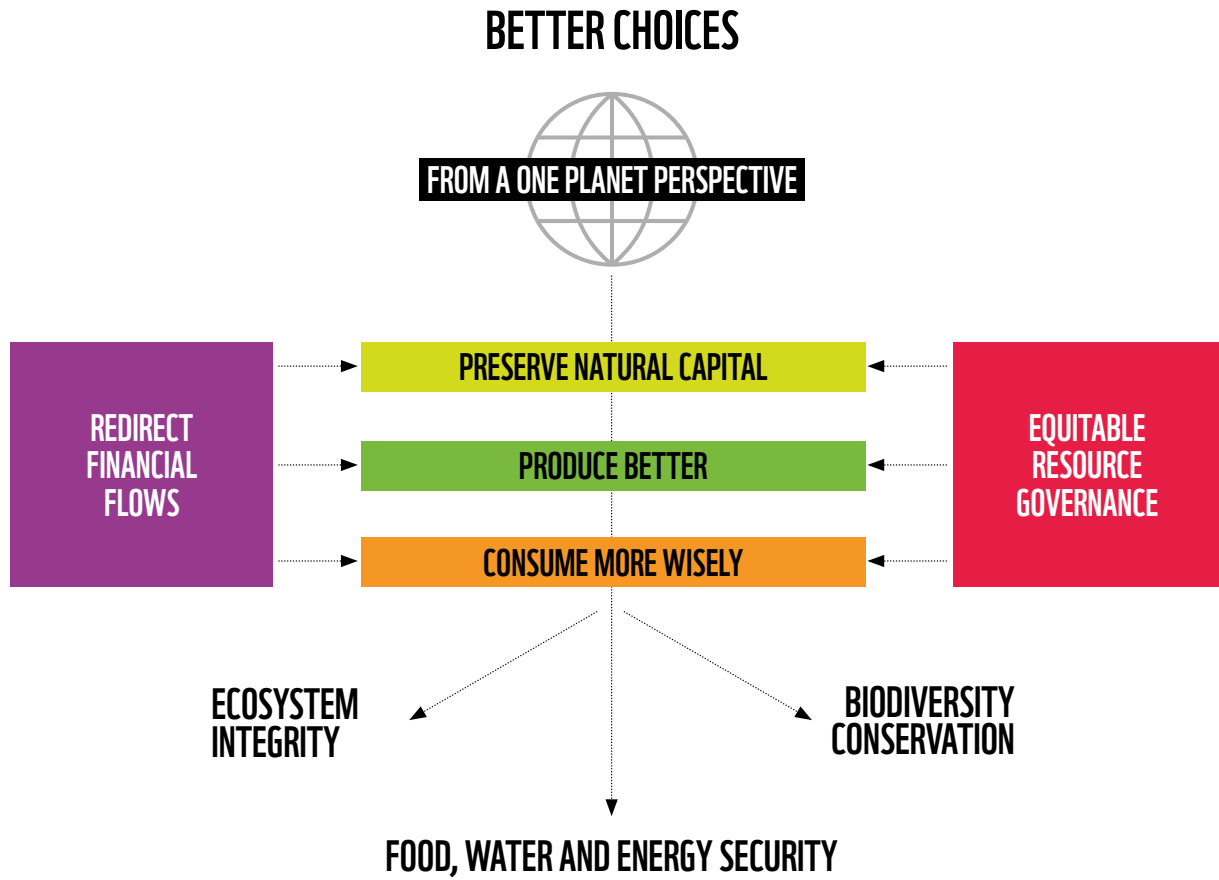 BETTER CHOICES
FROM A ONE PLANET PERSPECTIVE
REDIRECT
FINANCIAL
FLOWS
PRESERVE NATURAL CAPITAL
PRODUCE BETTER
CONSUME MORE WISELY
EQUITABLE
RESOURCE
GOVERNANCE
ECOSYSTEM
INTEGRITY
BIODIVERSITY
CONSERVATION
FOOD, WATER AND ENERGY SECURITY